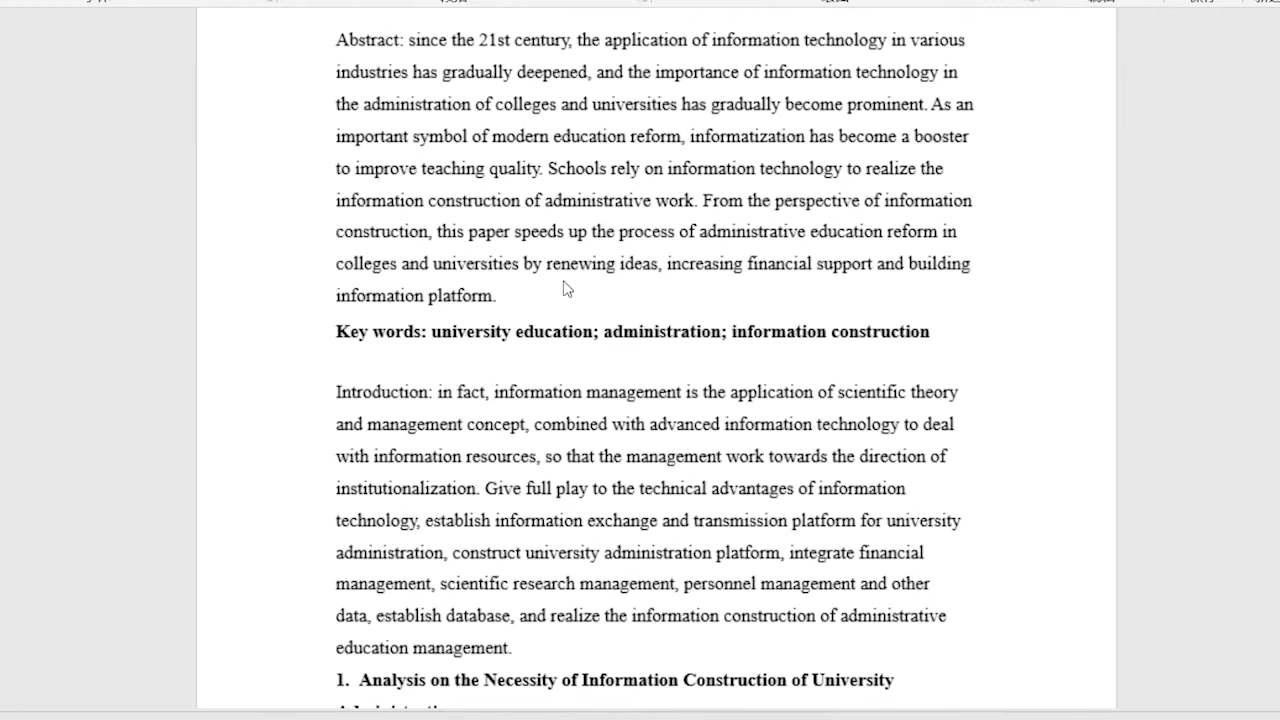 Abstract: since the 21st century, the application of information technology in various
industries has gradually deepened, and the importance of information technology in
the administration of colleges and universities has gradually become prominent. As an
important symbol of modern education reform, informatization has become a booster
to improve teaching quality. Schools rely on information technology to realize the
information construction of administrative work. From the perspective of information
construction, this paper speeds up the process of administrative education reform in
colleges and universities by renewing ideas, increasing financial support and building
information platform.
Key words: university education; administration; information construction
Introduction: in fact, information management is the application of scientific theory
and management concept, combined with advanced information technology to deal
with information resources, so that the management work towards the direction of
institutionalization. Give full play to the technical advantages of information
technology, establish information exchange and transmission platform for university
administration, construct university administration platform, integrate financial
management, scientific research management, personnel management and other
data, establish database, and realize the information construction of administrative
education management.
1. Analysis on the Necessity of Information Construction of University